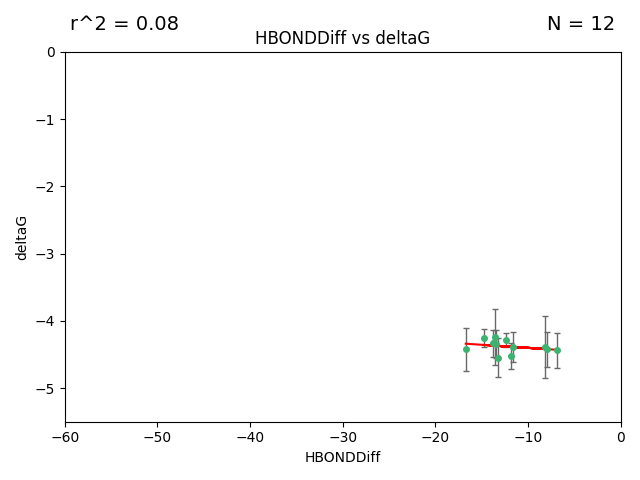 r^2 = 0.08
N = 12
HBONDDiff vs deltaG
0
−1
−2
−3
−4
−5
deltaG
−60
−50
−40
−30
−20
−10
0
HBONDDiff